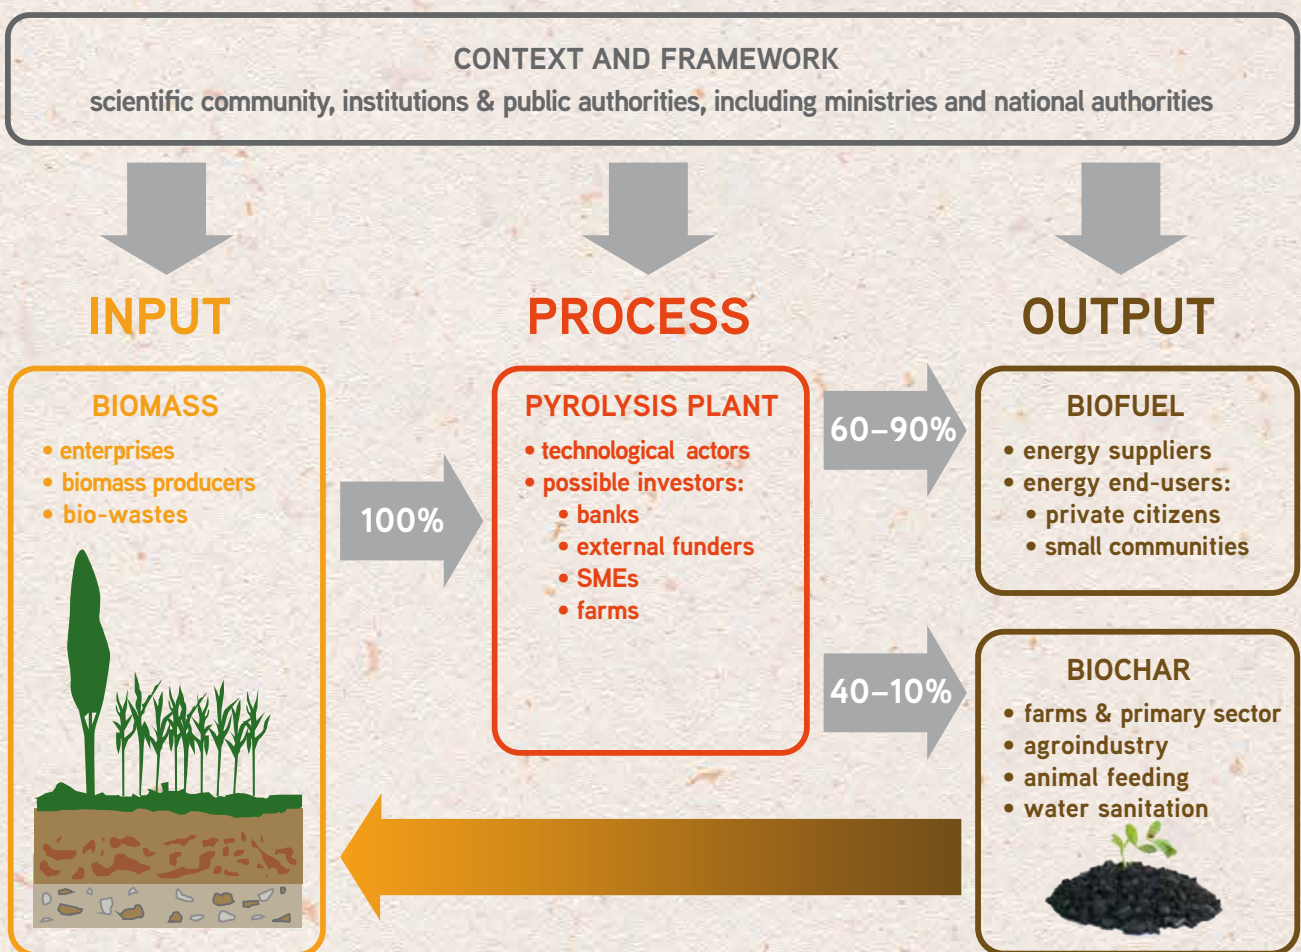 CONTEXT AND FRAMEWORK
scientific community, institutions & public authorities, including ministries and national authorities
INPUT
BIOMASS
• enterprises
• biomass producers
• bio-wastes
100%
PROCESS
PYROLYSIS PLANT
• technological actors
• possible investors:
• banks
• external funders
• SMEs
• farms
60–90%
40–10%
OUTPUT
BIOFUEL
• energy suppliers
• energy end-users:
• private citizens
• small communities
BIOCHAR
• farms & primary sector
• agroindustry
• animal feeding
• water sanitation